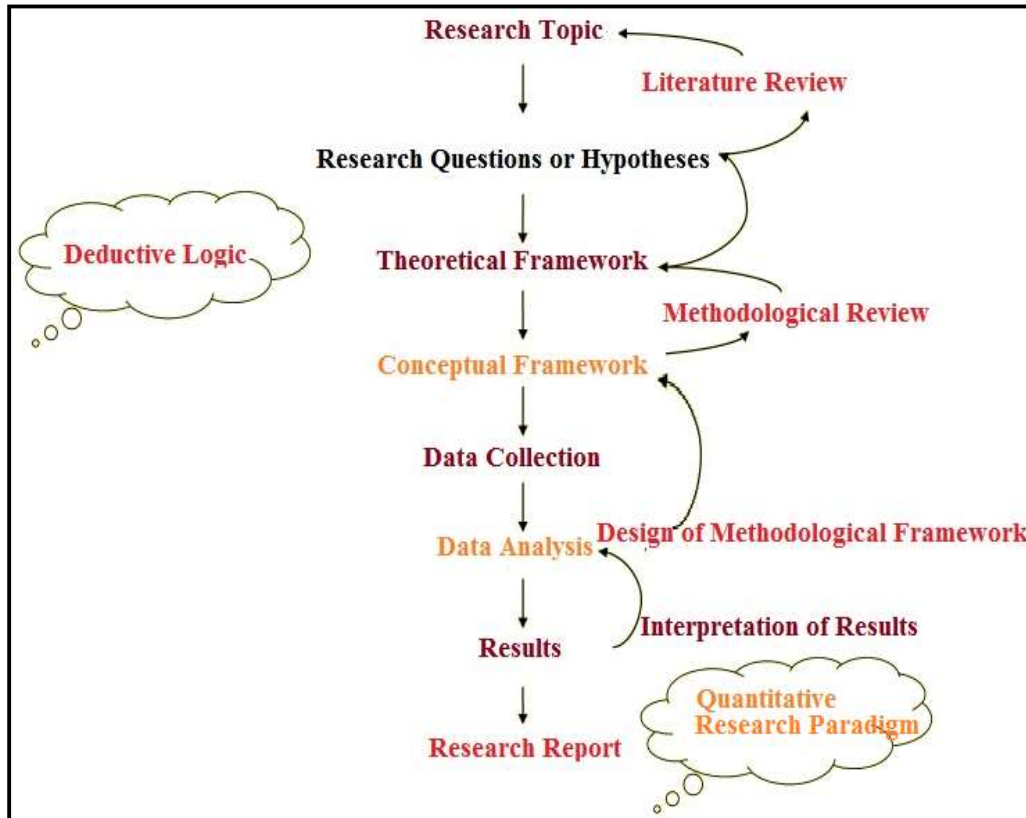 Research Topic
Literature Review
Research Questions or Hypotheses
Deductive Logic
Theoretical Framework
Methodological Review
Conceptual Framework
Data Collection
Design of Methodological Framework
Data Analysis
Interpretation of Results
Results
Quantitative
Research Paradigm
Research Report